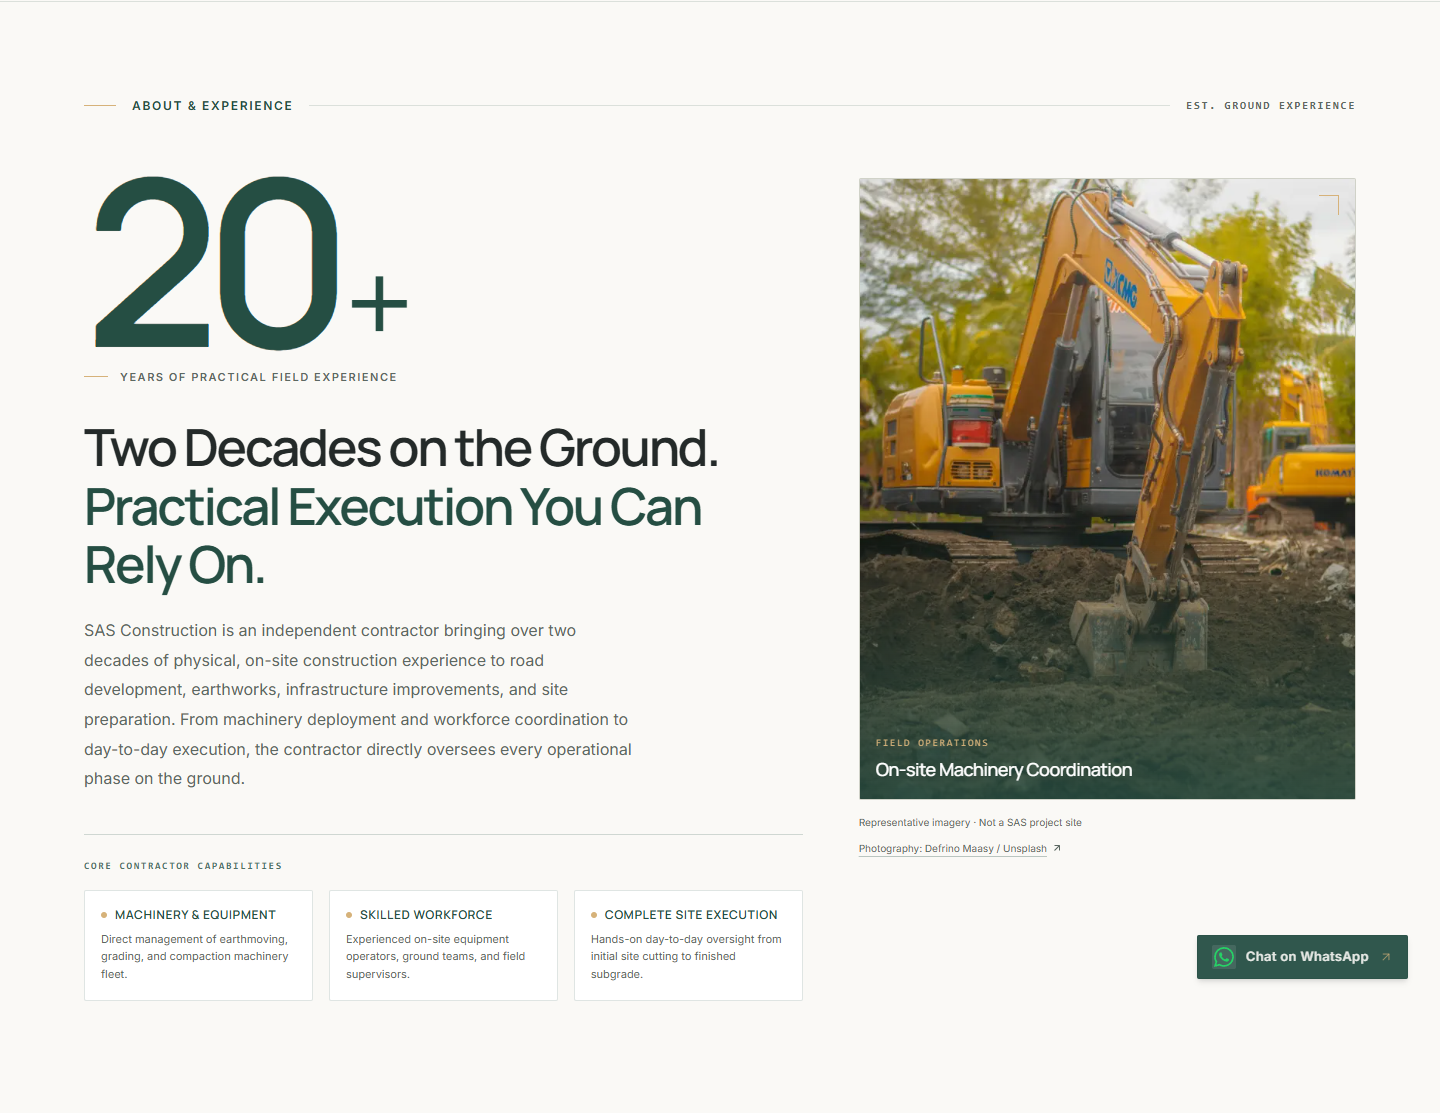 ABOUT & EXPERIENCE
EST. GROUND EXPERIENCE
20+
YEARS OF PRACTICAL FIELD EXPERIENCE
Two Decades on the Ground.
Practical Execution You Can
Rely On.
SAS Construction is an independent contractor bringing over two
decades of physical, on-site construction experience to road
development, earthworks, infrastructure improvements, and site
preparation. From machinery deployment and workforce coordination to
day-to-day execution, the contractor directly oversees every operational
phase on the ground.
CORE CONTRACTOR CAPABILITIES
MACHINERY & EQUIPMENT
Direct management of earthmoving,
grading, and compaction machinery
fleet.
SKILLED WORKFORCE
Experienced on-site equipment
operators, ground teams, and field
supervisors.
COMPLETE SITE EXECUTION
Hands-on day-to-day oversight from
initial site cutting to finished
subgrade.
XCMG
KOMAT
FIELD OPERATIONS
On-site Machinery Coordination
Representative imagery · Not a SAS project site
Photography: Defrino Maasy / Unsplash ↗
Chat on WhatsApp ↗